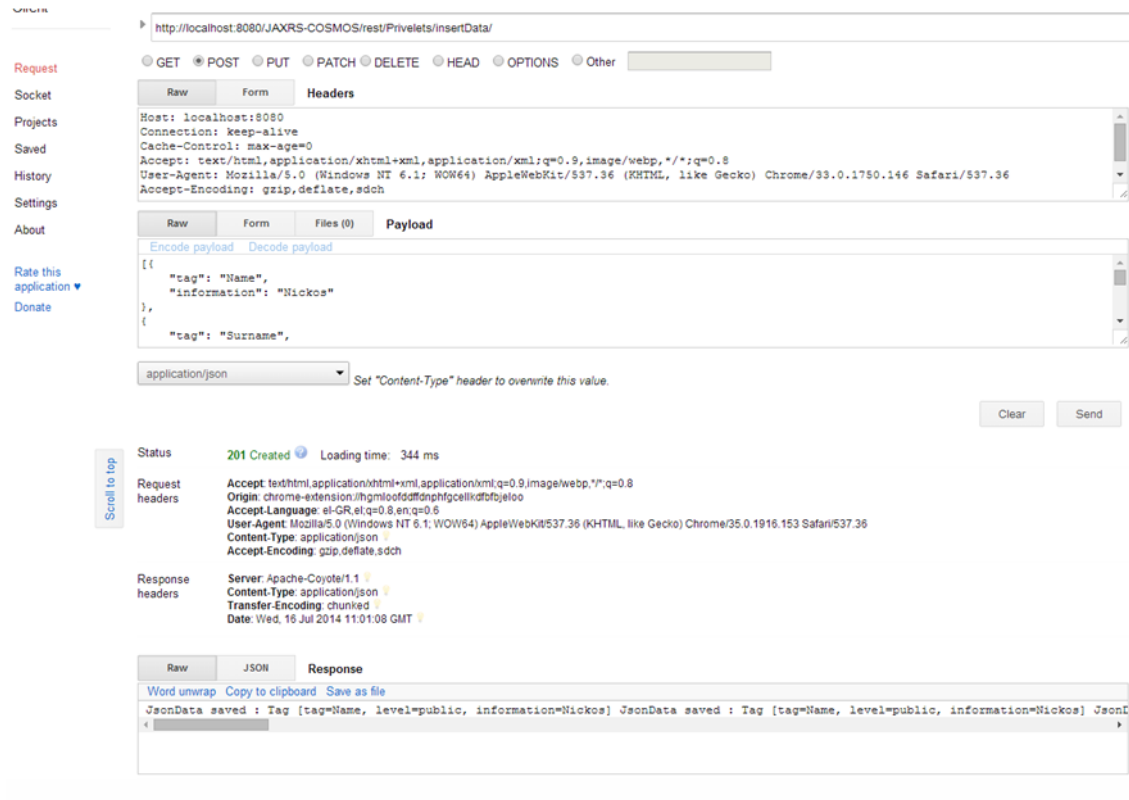 Client
http://localhost:8080/JAXRS-COSMOS/rest/Privelets/insertData/
GET POST PUT PATCH DELETE HEAD OPTIONS Other
Request
Socket
Projects
Saved
History
Settings
About
Rate this
application ♥
Donate
Raw Form Headers
Host: localhost:8080
Connection: keep-alive
Cache-Control: max-age=0
Accept: text/html,application/xhtml+xml,application/xml;q=0.9,image/webp,*/*;q=0.8
User-Agent: Mozilla/5.0 (Windows NT 6.1; WOW64) AppleWebKit/537.36 (KHTML, like Gecko) Chrome/33.0.1750.146 Safari/537.36
Accept-Encoding: gzip,deflate,sdch
Raw Form Files (0) Payload
Encode payload Decode payload
[{
"tag": "Name",
"information": "Nickos"
},
{
"tag": "Surname",
application/json Set "Content-Type" header to overwrite this value.
Clear Send
Scroll to top
Status 201 Created Loading time: 344 ms
Request
headers
Accept: text/html,application/xhtml+xml,application/xml;q=0.9,image/webp,*/*;q=0.8
Origin: chrome-extension://hgmloofddffdnphfgcellkdfbfbjeloo
Accept-Language: el-GR,el;q=0.8,en;q=0.6
User-Agent: Mozilla/5.0 (Windows NT 6.1; WOW64) AppleWebKit/537.36 (KHTML, like Gecko) Chrome/35.0.1916.153 Safari/537.36
Content-Type: application/json
Accept-Encoding: gzip,deflate,sdch
Response
headers
Server: Apache-Coyote/1.1
Content-Type: application/json
Transfer-Encoding: chunked
Date: Wed, 16 Jul 2014 11:01:08 GMT
Raw JSON Response
Word unwrap Copy to clipboard Save as file
JsonData saved : Tag [tag=Name, level=public, information=Nickos] JsonData saved : Tag [tag=Name, level=public, information=Nickos] JsonD